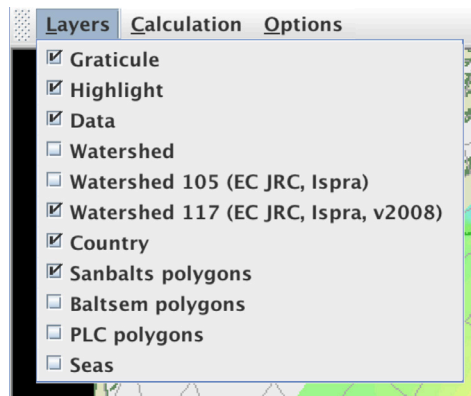 Layers Calculation Options
Graticule
Highlight
Data
Watershed
Watershed 105 (EC JRC, Ispra)
Watershed 117 (EC JRC, Ispra, v2008)
Country
Sanbalts polygons
Baltsem polygons
PLC polygons
Seas